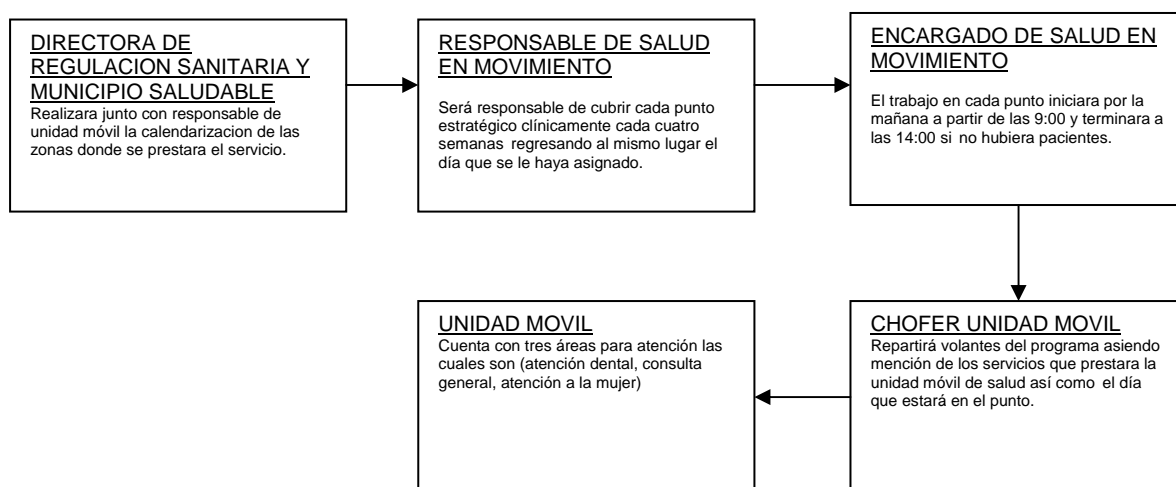 DIRECTORA DE
REGULACION SANITARIA Y
MUNICIPIO SALUDABLE
Realizara junto con responsable de
unidad móvil la calendarizacion de las
zonas donde se prestara el servicio.
RESPONSABLE DE SALUD
EN MOVIMIENTO
Será responsable de cubrir cada punto
estratégico clínicamente cada cuatro
semanas regresando al mismo lugar el
día que se le haya asignado.
ENCARGADO DE SALUD EN
MOVIMIENTO
El trabajo en cada punto iniciara por la
mañana a partir de las 9:00 y terminara a
las 14:00 si no hubiera pacientes.
CHOFER UNIDAD MOVIL
Repartirá volantes del programa asiendo
mención de los servicios que prestara la
unidad móvil de salud así como el día
que estará en el punto.
UNIDAD MOVIL
Cuenta con tres áreas para atención las
cuales son (atención dental, consulta
general, atención a la mujer)